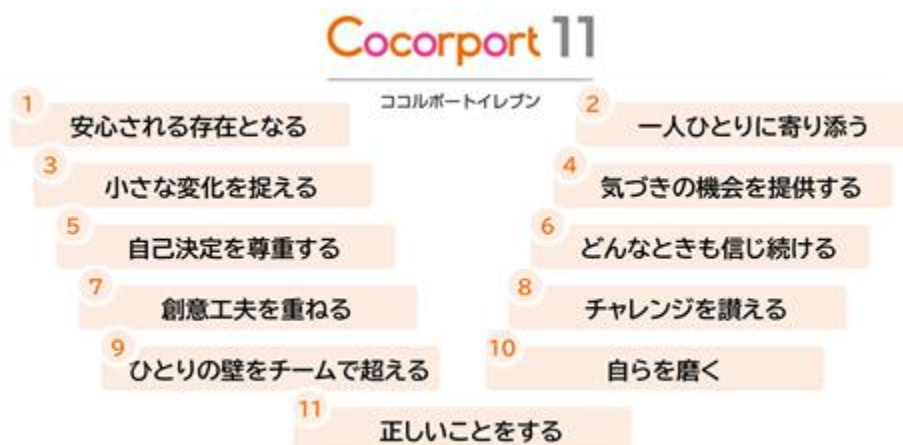 Cocorport 11
ココルポートイレブン
1
安心される存在となる
2
一人ひとりに寄り添う
3
小さな変化を捉える
4
気づきの機会を提供する
5
自己決定を尊重する
6
どんなときも信じ続ける
7
創意工夫を重ねる
8
チャレンジを讃える
9
ひとりの壁をチームで超える
10
自らを磨く
11
正しいことをする